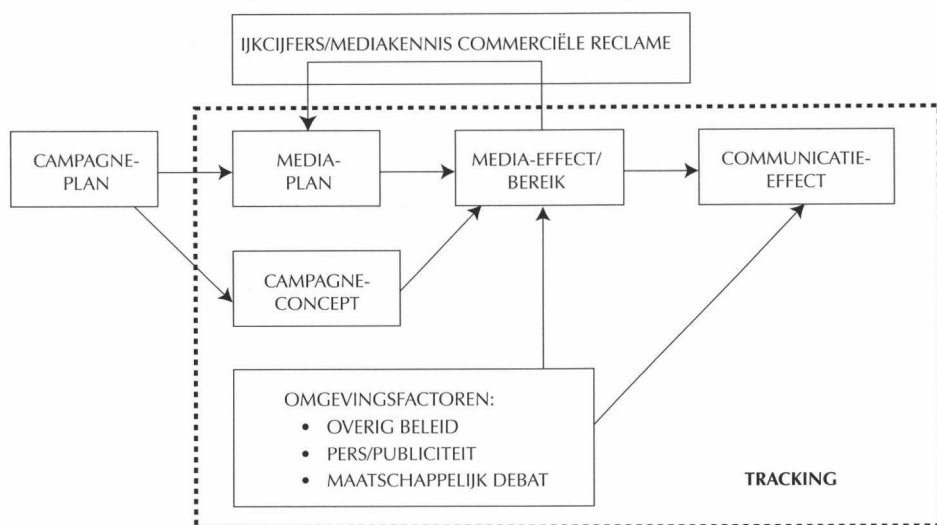 IJKCIJFERS/MEDIAKENNIS COMMERCIËLE RECLAME
CAMPAGNE-
PLAN
MEDIA-
PLAN
MEDIA-EFFECT/
BEREIK
COMMUNICATIE-
EFFECT
CAMPAGNE-
CONCEPT
OMGEVINGSFACTOREN:
• OVERIG BELEID
• PERS/PUBLICITEIT
• MAATSCHAPPELIJK DEBAT
TRACKING